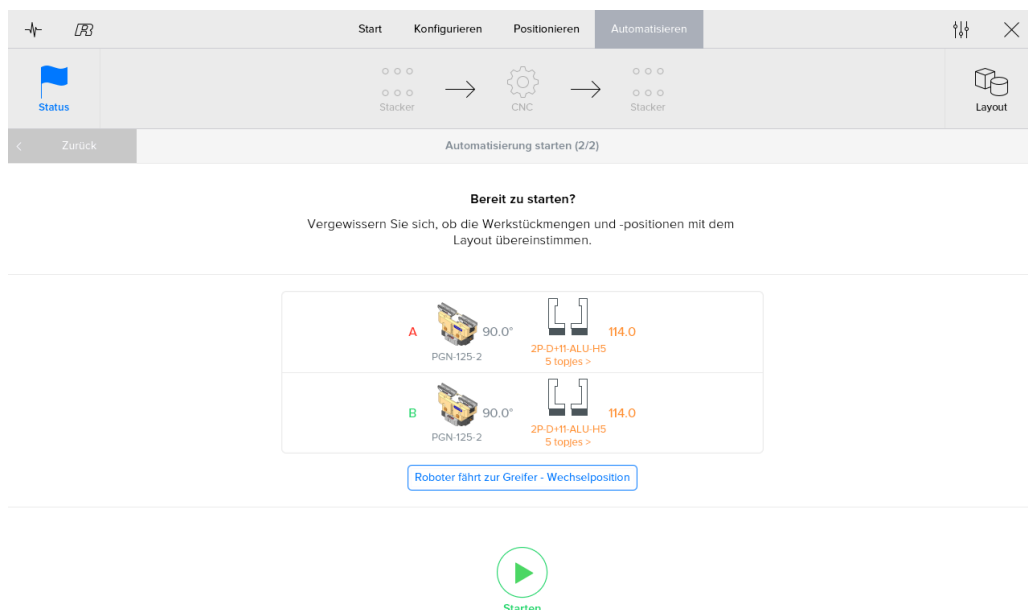 Start Konfigurieren Positionieren Automatisieren
Status
Stacker CNC Stacker
Layout
Zurück
Automatisierung starten (2/2)
Bereit zu starten?
Vergewissern Sie sich, ob die Werkstückmengen und -positionen mit dem
Layout übereinstimmen.
A 90.0° 114.0
PGN-125-2
2P-D+11-ALU-H5
5 topjes >
B 90.0° 114.0
PGN-125-2
2P-D+11-ALU-H5
5 topjes >
Roboter fährt zur Greifer - Wechselposition
Starten